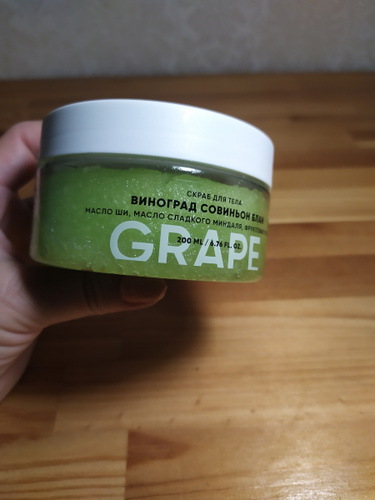 СКРАБ ДЛЯ ТЕЛА
ВИНОГРАД СОВИНЬОН БЛАН
МАСЛО ШИ, МАСЛО СЛАДКОГО МИНДАЛЯ,
GRAPE
200 ML / 6.76 FL. OZ.